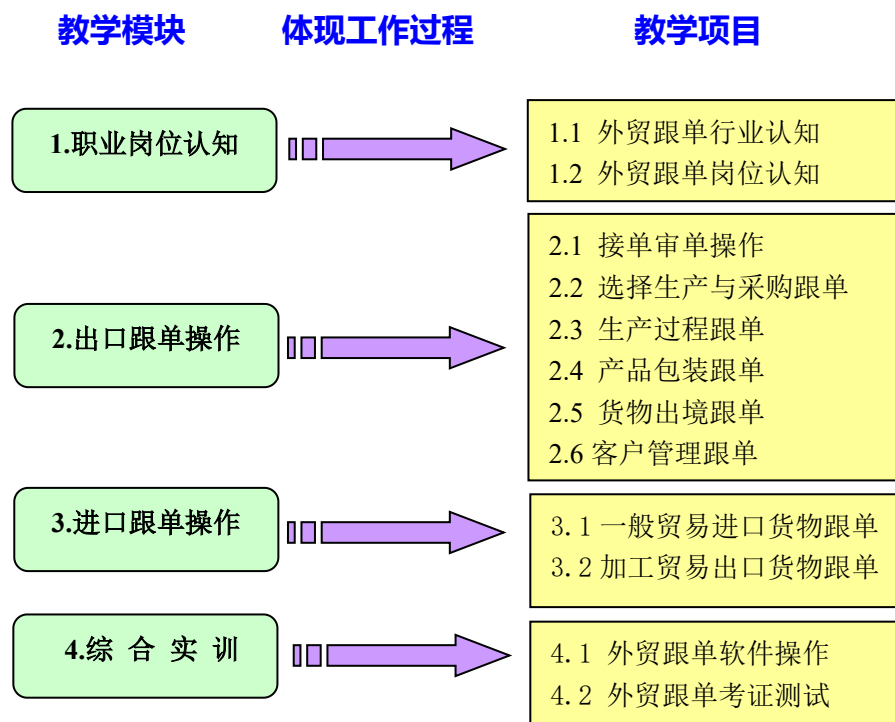 教学模块 体现工作过程 教学项目
1.职业岗位认知
1.1 外贸跟单行业认知
1.2 外贸跟单岗位认知
2.出口跟单操作
2.1 接单审单操作
2.2 选择生产与采购跟单
2.3 生产过程跟单
2.4 产品包装跟单
2.5 货物出境跟单
2.6客户管理跟单
3.进口跟单操作
3.1一般贸易进口货物跟单
3.2加工贸易出口货物跟单
4.综 合 实 训
4.1 外贸跟单软件操作
4.2 外贸跟单考证测试